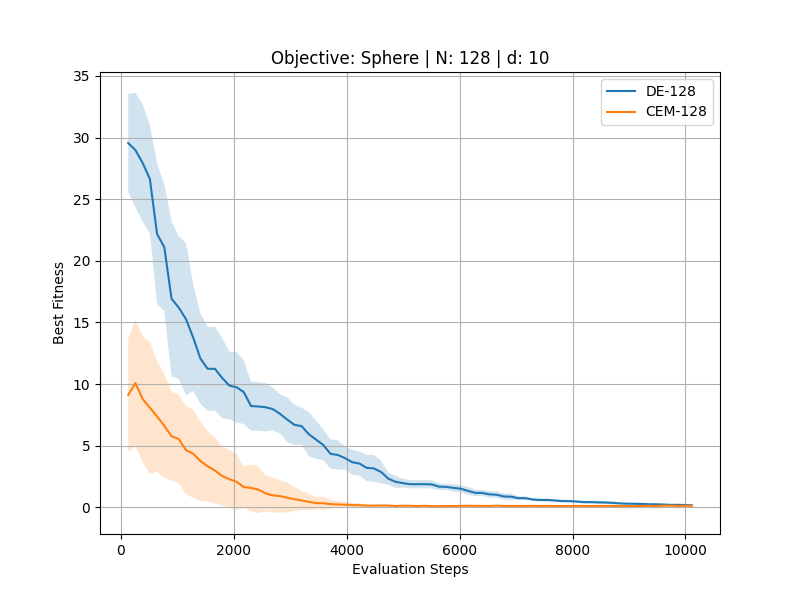 Objective: Sphere | N: 128 | d: 10
DE-128
CEM-128
Best Fitness
35
30
25
20
15
10
5
0
0 2000 4000 6000 8000 10000
Evaluation Steps